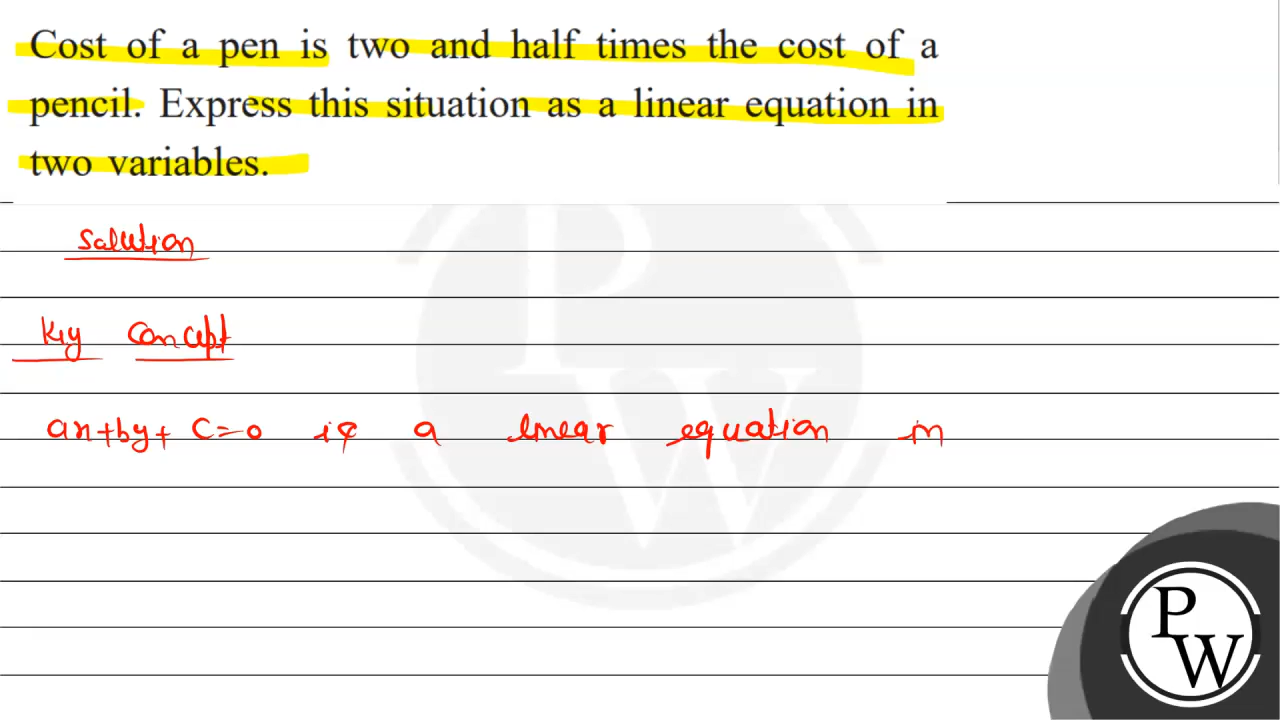 Cost of a pen is two and half times the cost of a
pencil. Express this situation as a linear equation in
two variables.
Solution
Key Concept
ax+by+ c=0 is a linear equation in
P
W
P
W